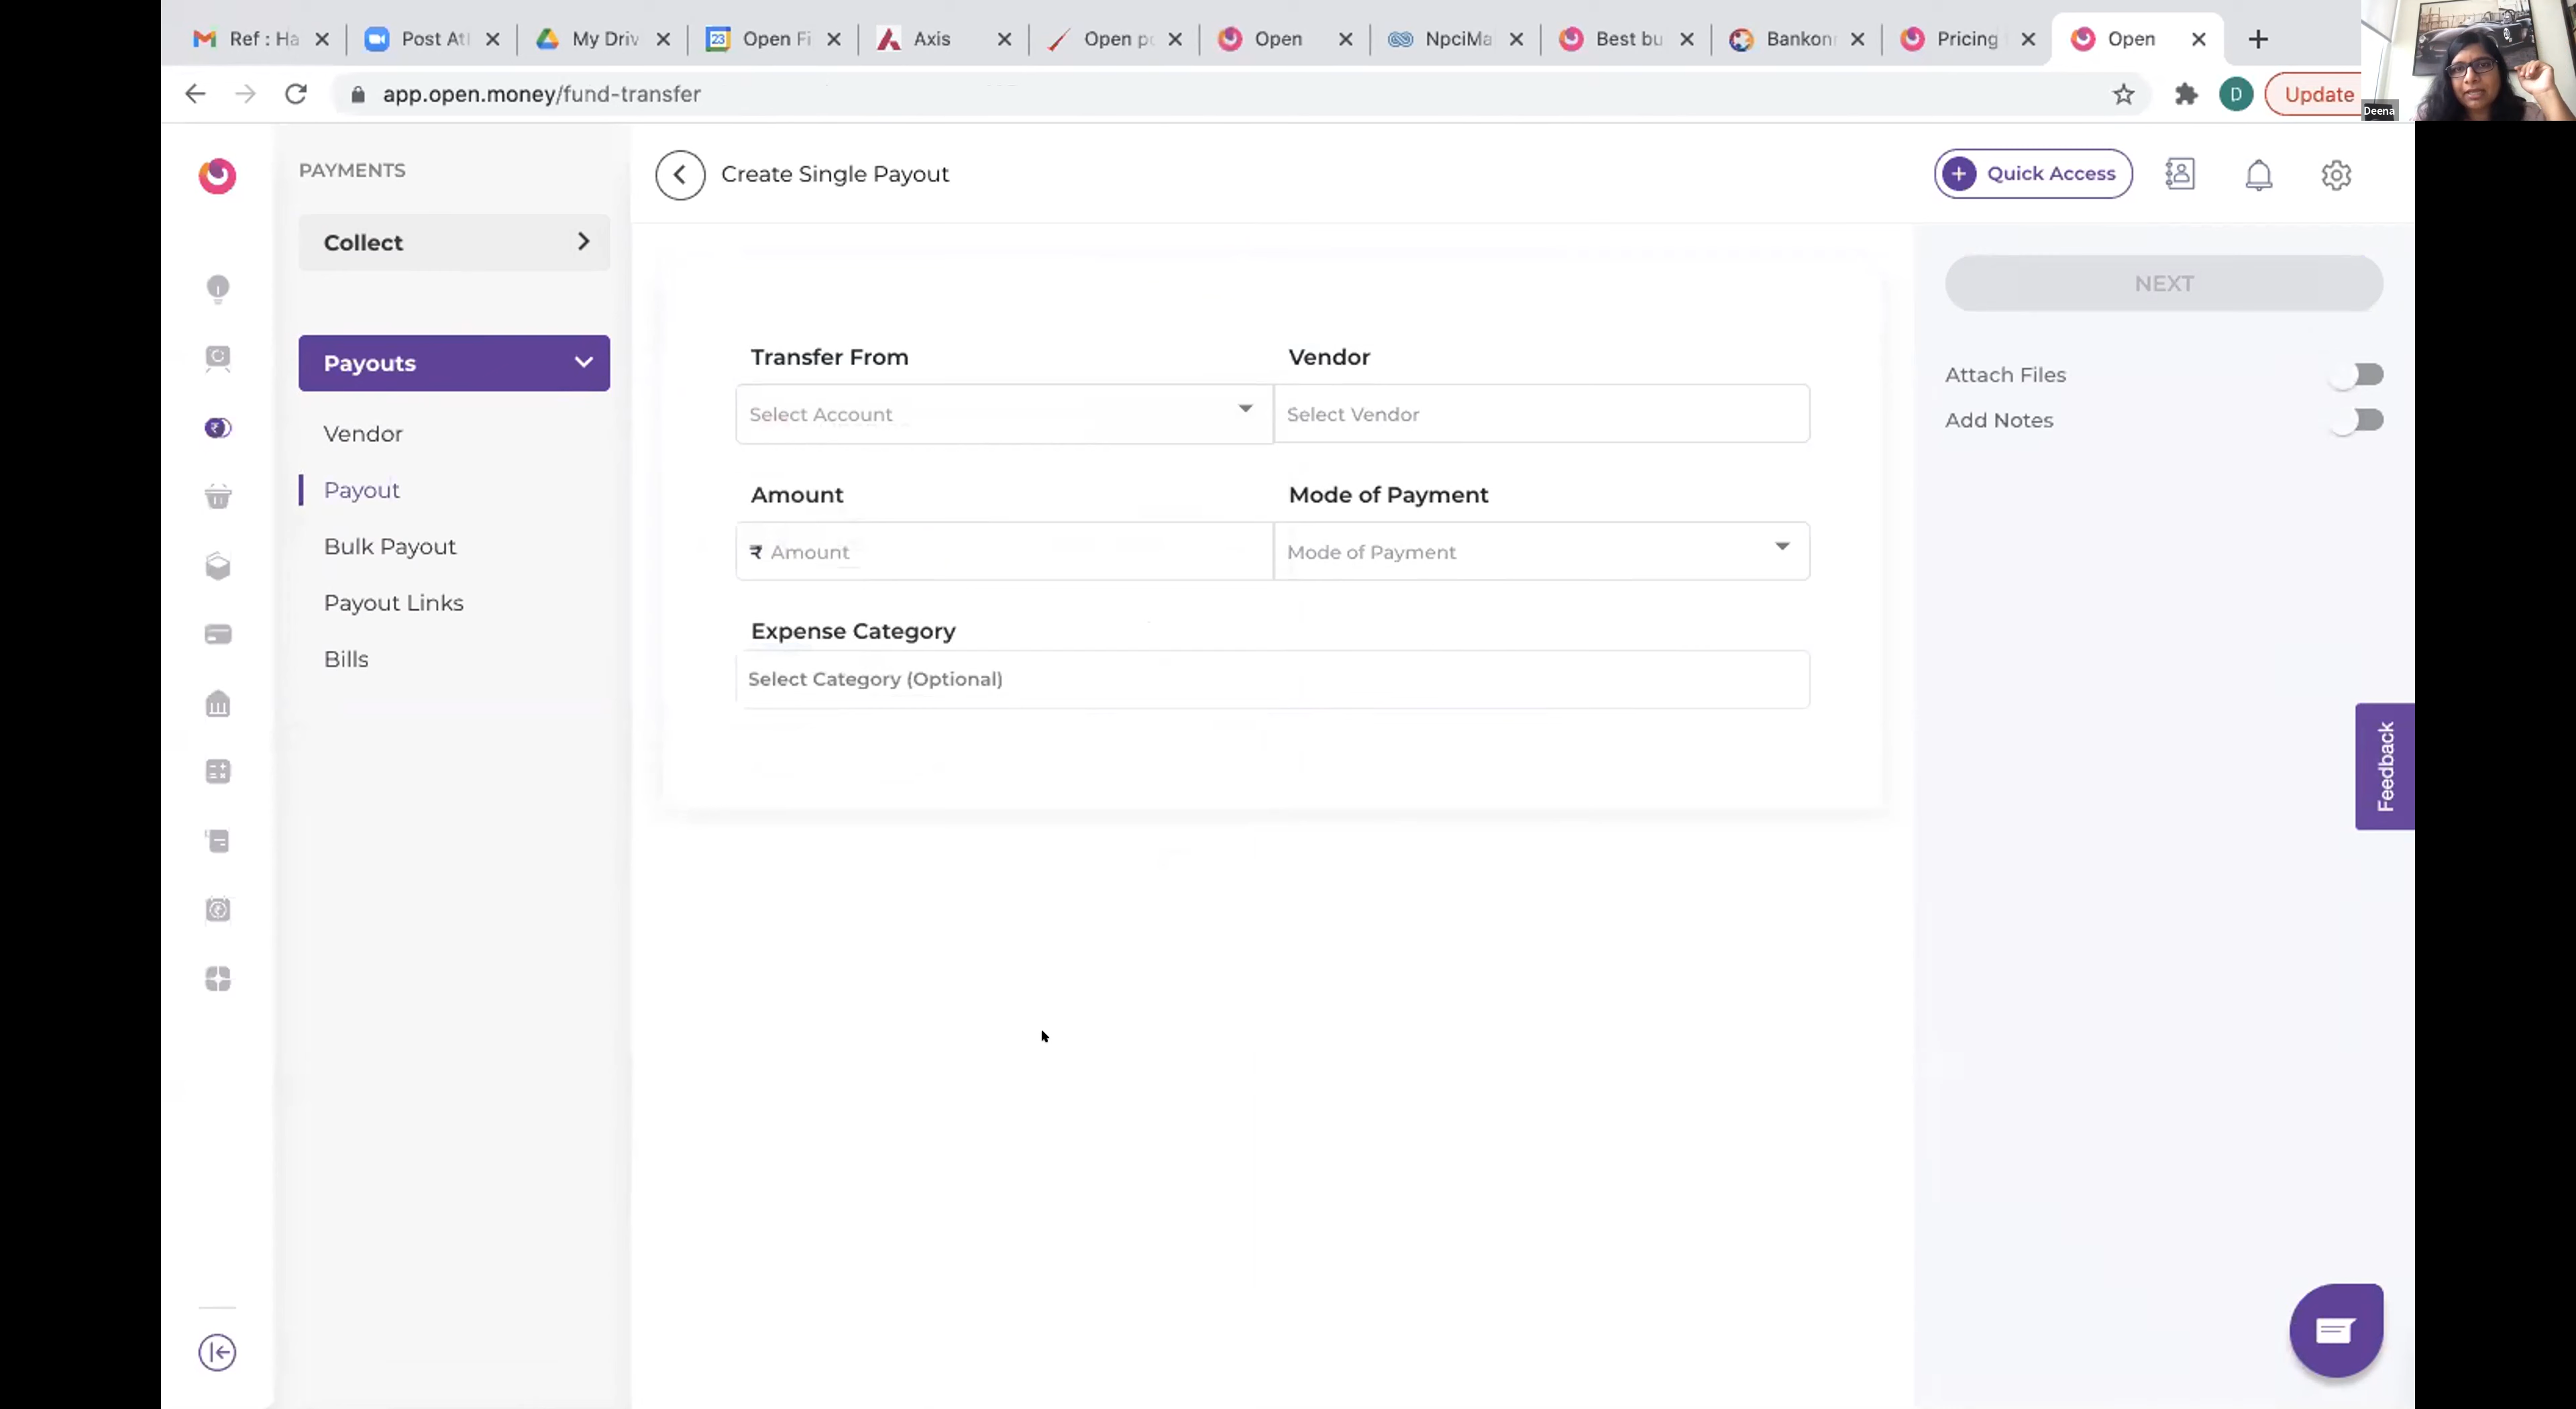 Ref : Ha
Post Atl
My Driv
23
Open Fi
Axis
Open po
Open
NpciMa
Best bu
Bankon
Pricing
Open
app.open.money/fund-transfer
D
Update
Deena
PAYMENTS
Create Single Payout
Quick Access
Collect
NEXT
Payouts
Transfer From
Vendor
Attach Files
Select Account
Select Vendor
Add Notes
Vendor
Payout
Amount
Mode of Payment
Bulk Payout
₹ Amount
Mode of Payment
Payout Links
Expense Category
Bills
Select Category (Optional)
Feedback